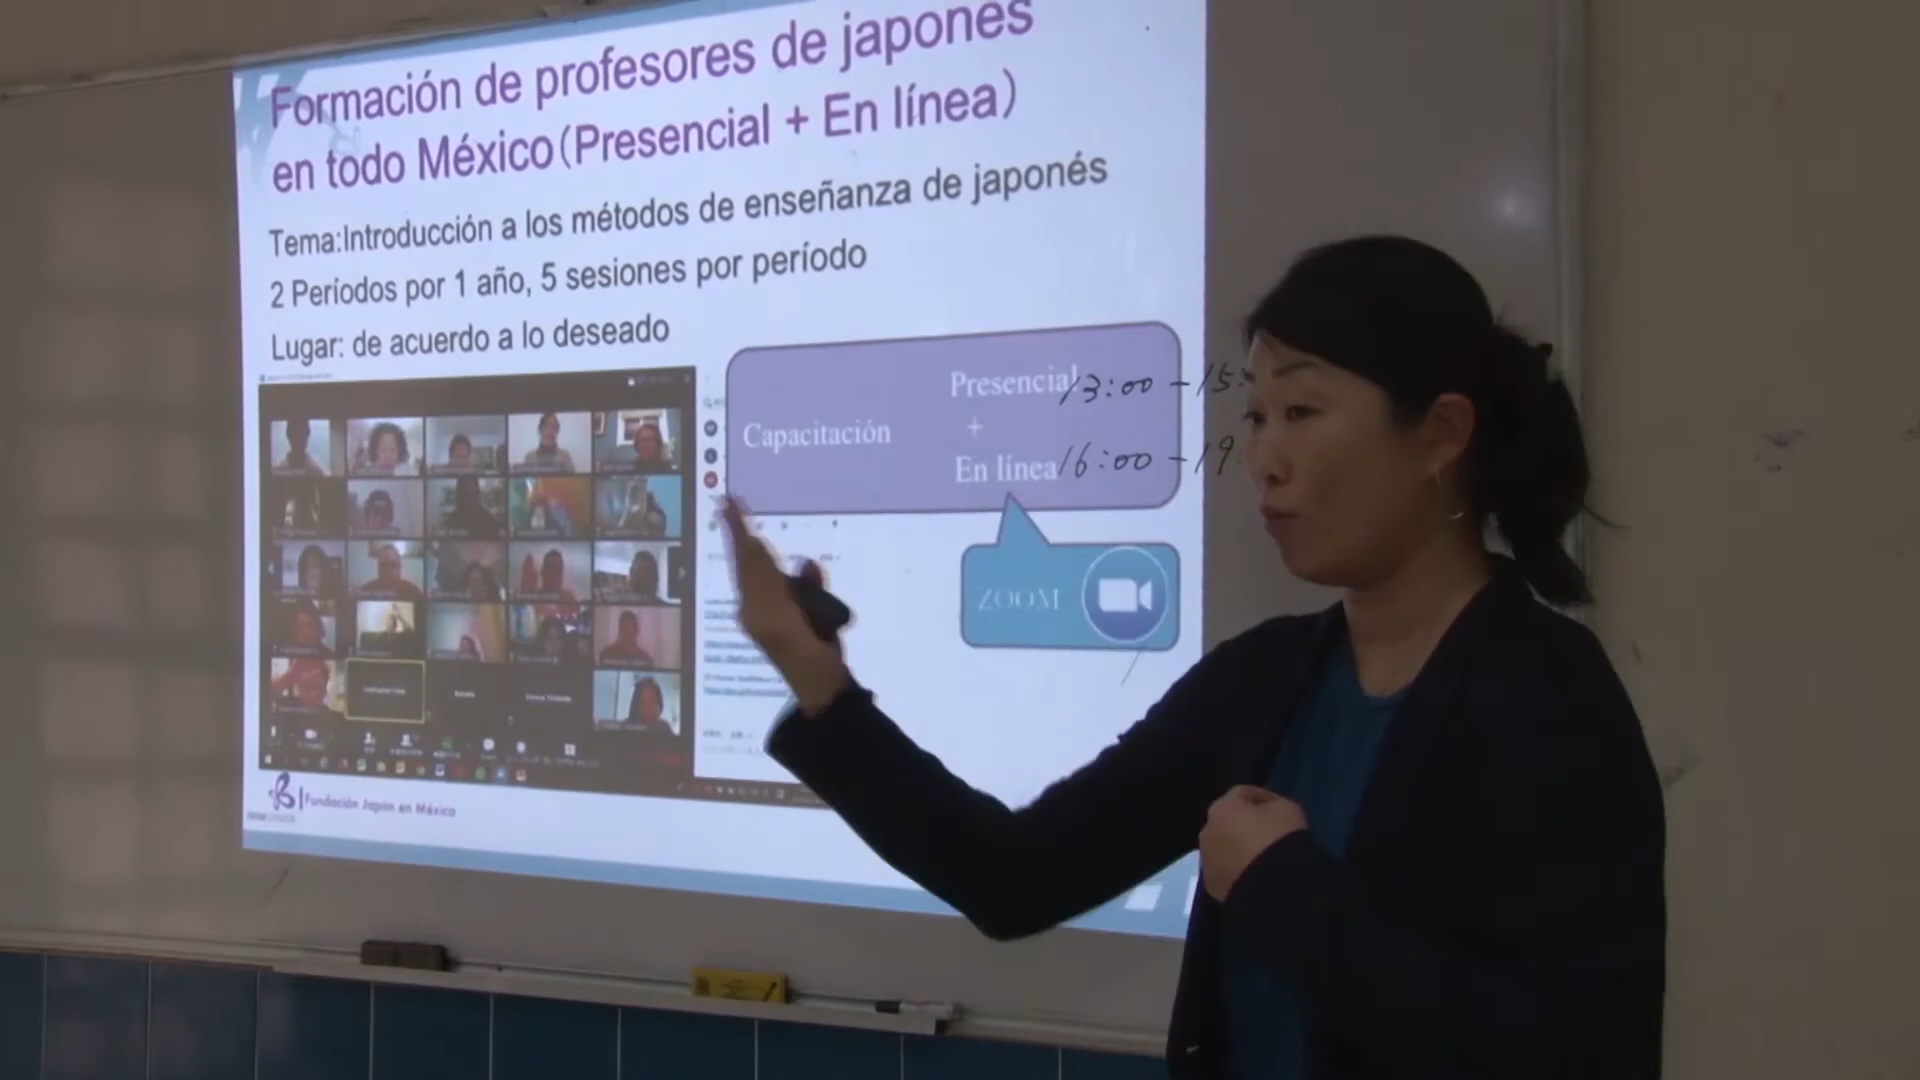 Formación de profesores de japonés
en todo México(Presencial + En línea)
Tema:Introducción a los métodos de enseñanza de japonés
2 Períodos por 1 año, 5 sesiones por período
Lugar: de acuerdo a lo deseado
Capacitación
Presencial
+
En línea
13:00 - 15:
16:00 - 19:
ZOOM
Fundación Japón en México